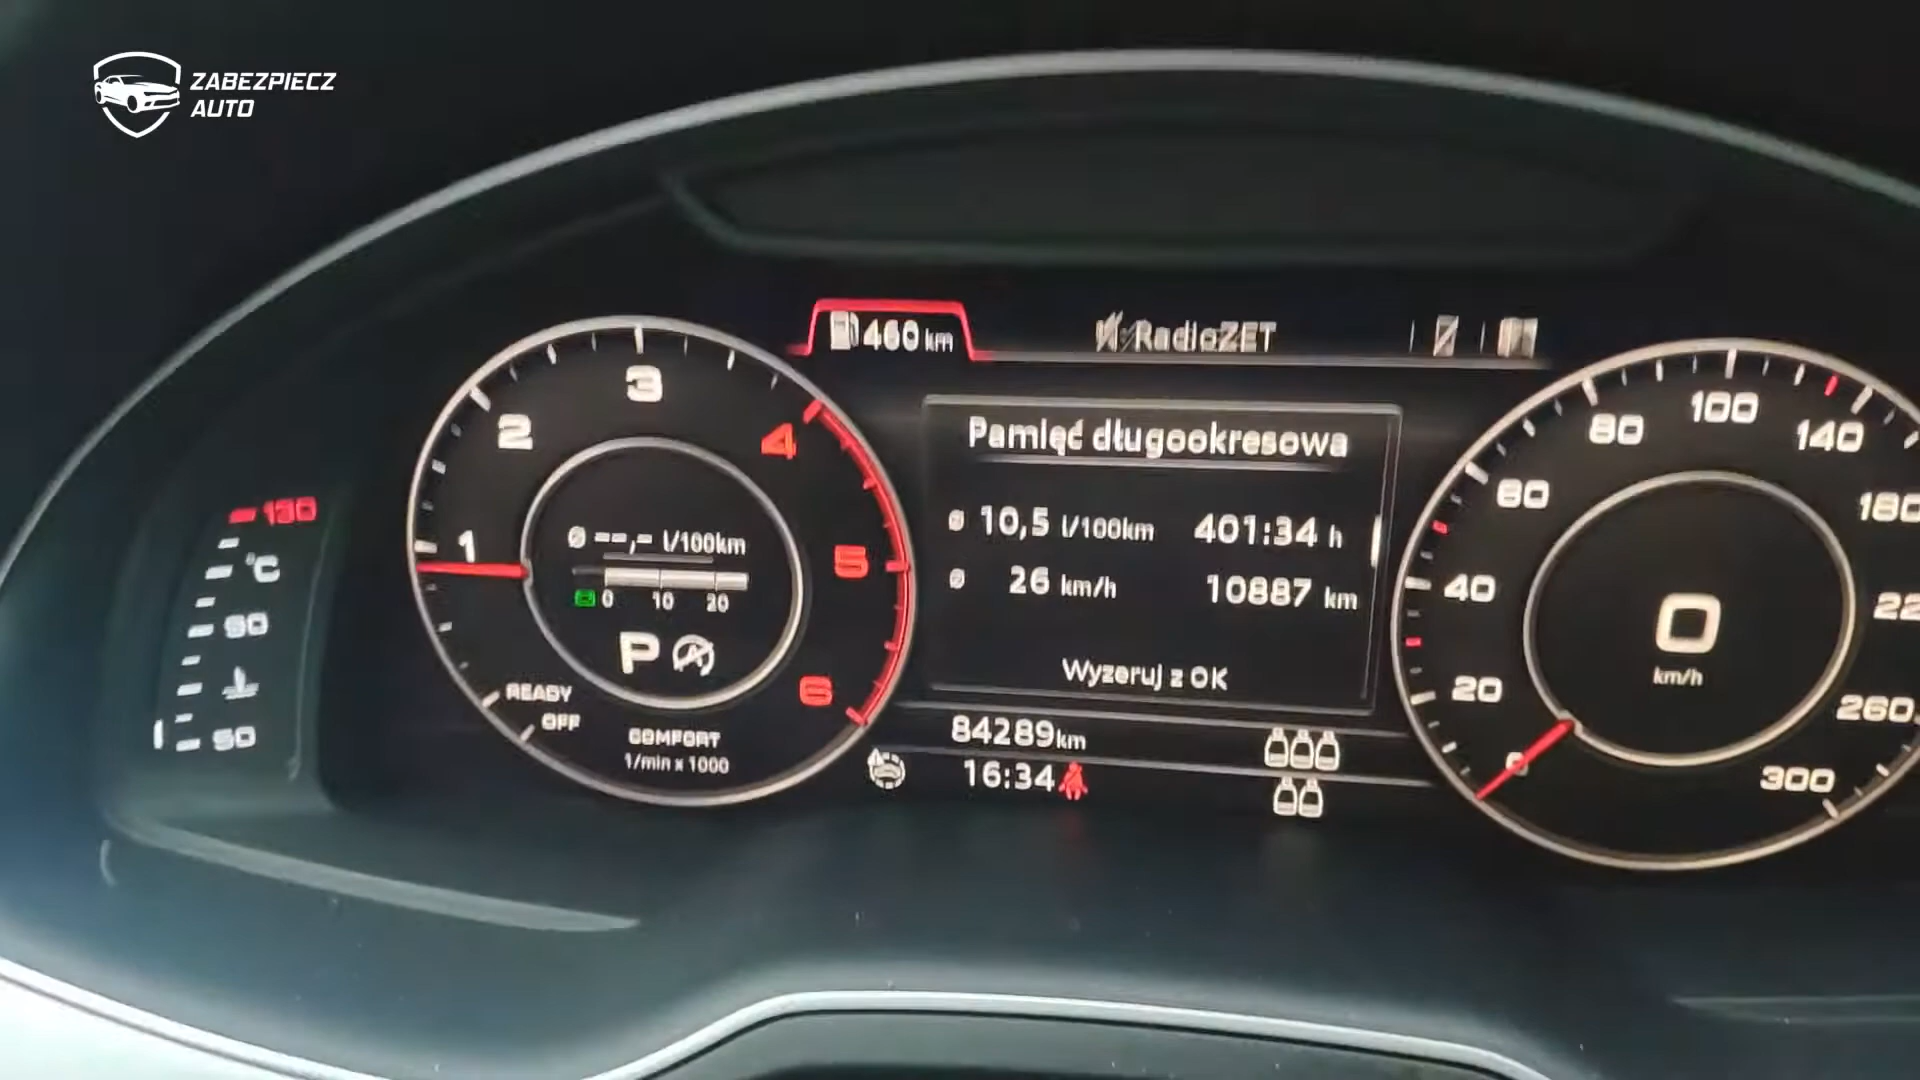 ZABEZPIECZ
AUTO
460 km
RadioZET
Pamięć długookresowa
ø 10,5 l/100km 401:34 h
ø 26 km/h 10887 km
Wyzeruj z OK
84289km
16:34
130
°C
90
50
1
2
3
4
5
6
ø --,- l/100km
0 10 20
P
READY
OFF
COMFORT
1/min x 1000
0
20
40
60
80
100
140
180
22
260
300
0
km/h